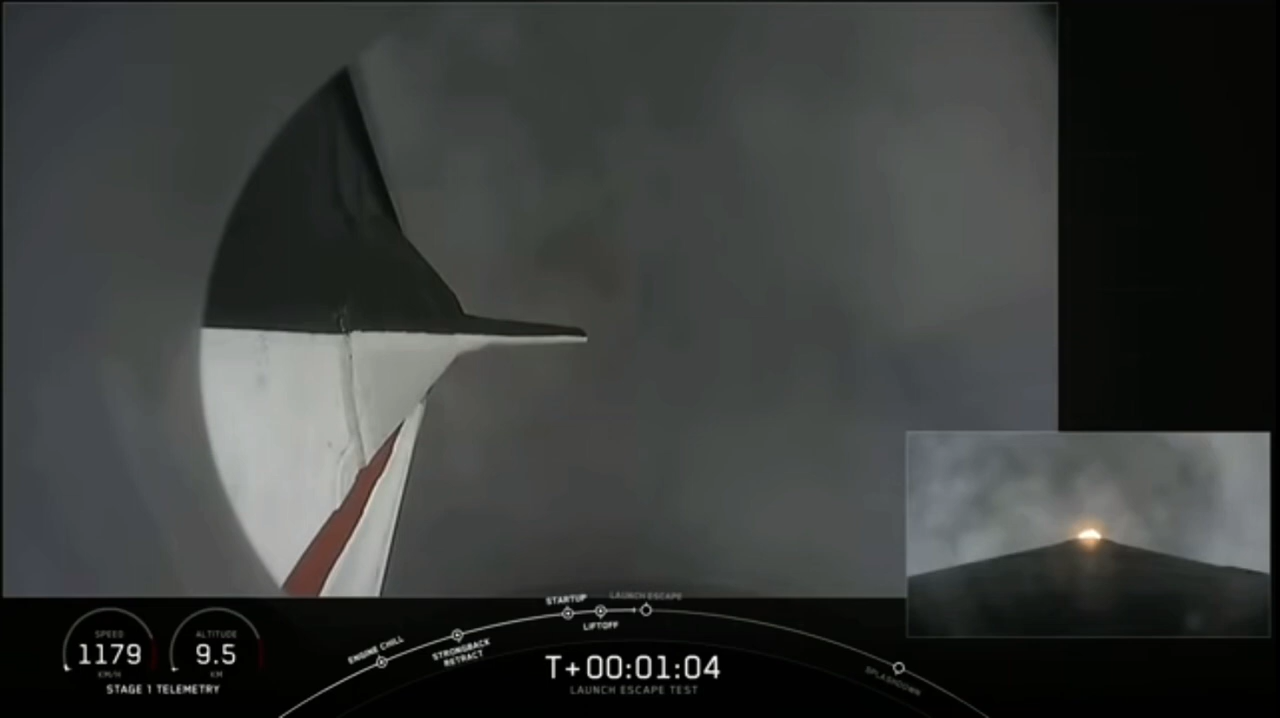 STARTUP
LAUNCH ESCAPE
LIFTOFF
ENGINE CHILL
STRONGBACK
RETRACT
SPLASHDOWN
SPEED
1179
KM/H
ALTITUDE
9.5
KM
STAGE 1 TELEMETRY
T+00:01:04
LAUNCH ESCAPE TEST